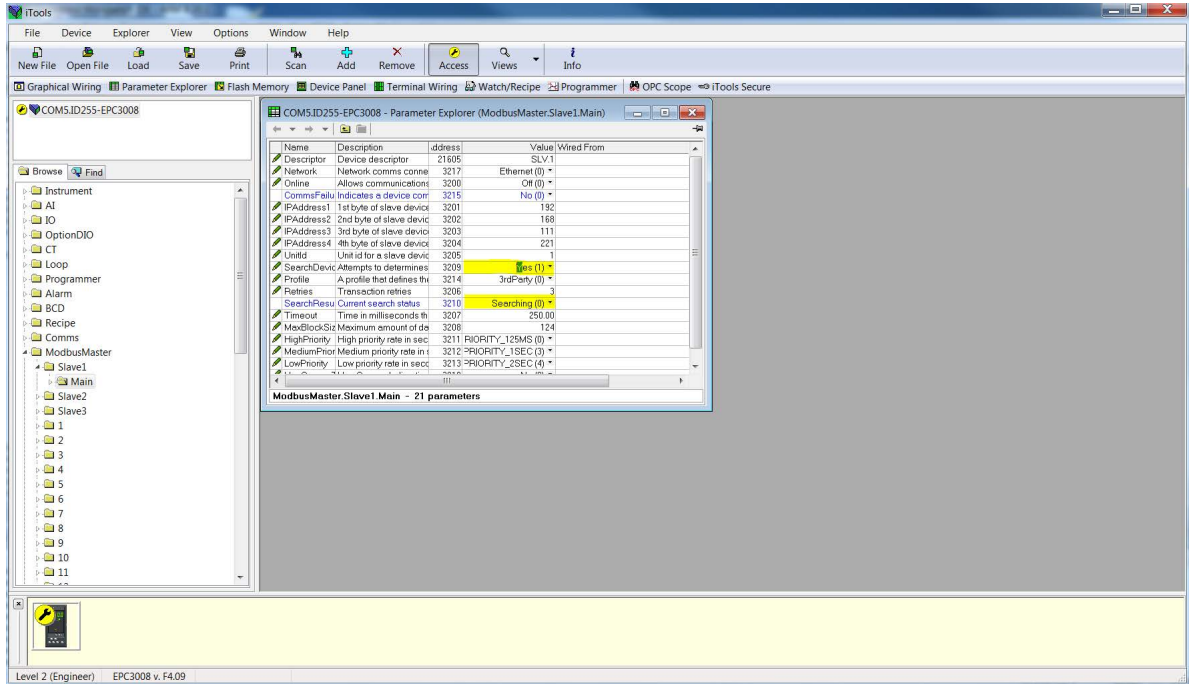 iTools
File Device Explorer View Options Window Help
New File Open File Load Save Print Scan Add Remove Access Views Info
Graphical Wiring Parameter Explorer Flash Memory Device Panel Terminal Wiring Watch/Recipe Programmer OPC Scope iTools Secure
COM5.ID255-EPC3008
Browse Find
Instrument
AI
IO
OptionDIO
CT
Loop
Programmer
Alarm
BCD
Recipe
Comms
ModbusMaster
Slave1
Main
Slave2
Slave3
1
2
3
4
5
6
7
8
9
10
11
COM5.ID255-EPC3008 - Parameter Explorer (ModbusMaster.Slave1.Main)
Name Description ddress Value Wired From
Descriptor Device descriptor 21605 SLV.1
Network Network comms conne 3217 Ethernet (0)
Online Allows communications 3200 Off (0)
CommsFailu Indicates a device com 3215 No (0)
IPAddress1 1st byte of slave device 3201 192
IPAddress2 2nd byte of slave devic 3202 168
IPAddress3 3rd byte of slave devic 3203 111
IPAddress4 4th byte of slave device 3204 221
UnitId Unit id for a slave devic 3205 1
SearchDevic Attempts to determines 3209 Yes (1)
Profile A profile that defines the 3214 3rdParty (0)
Retries Transaction retries 3206 3
SearchResu Current search status 3210 Searching (0)
Timeout Time in milliseconds th 3207 250.00
MaxBlockSiz Maximum amount of da 3208 124
HighPriority High priority rate in sec 3211 RIORITY_125MS (0)
MediumPrior Medium priority rate in s 3212 PRIORITY_1SEC (3)
LowPriority Low priority rate in seco 3213 PRIORITY_2SEC (4)
ModbusMaster.Slave1.Main - 21 parameters
Level 2 (Engineer) EPC3008 v. F4.09